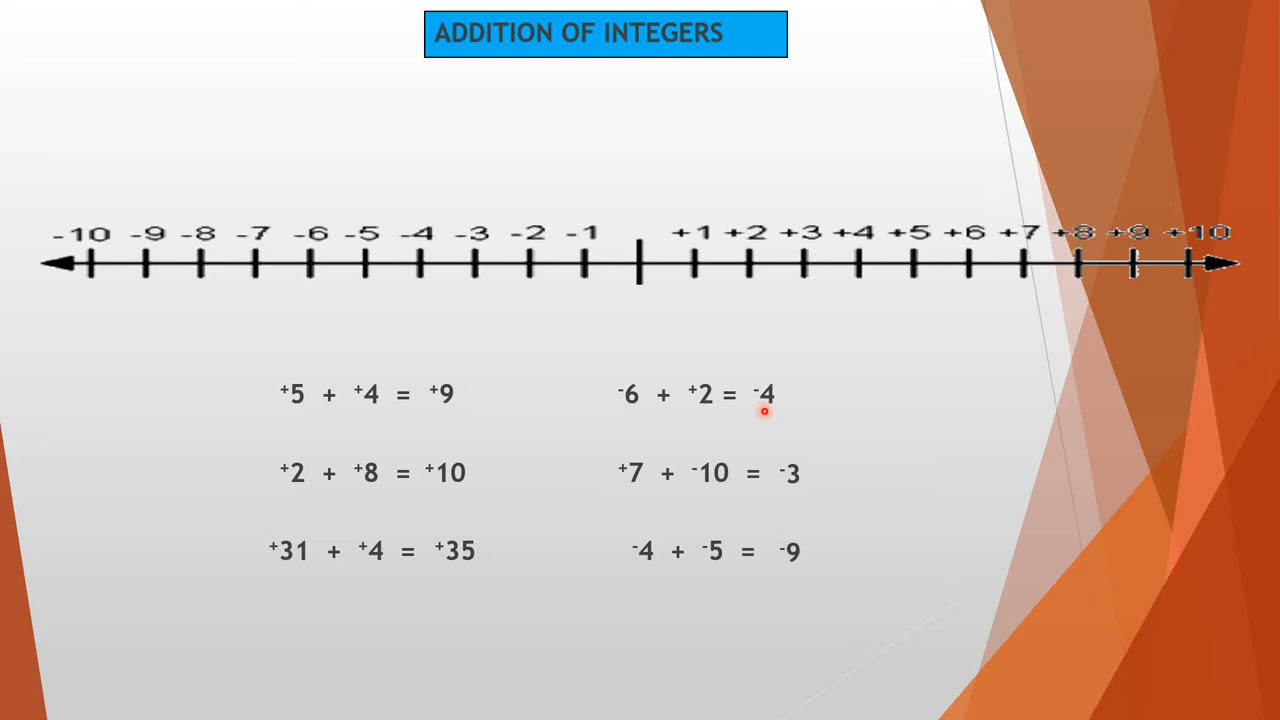 ADDITION OF INTEGERS
-10 -9 -8 -7 -6 -5 -4 -3 -2 -1 +1 +2 +3 +4 +5 +6 +7 +8 +9 +10
⁺5 + ⁺4 = ⁺9
⁺2 + ⁺8 = ⁺10
⁺31 + ⁺4 = ⁺35
⁻6 + ⁺2 = ⁻4
⁺7 + ⁻10 = ⁻3
⁻4 + ⁻5 = ⁻9